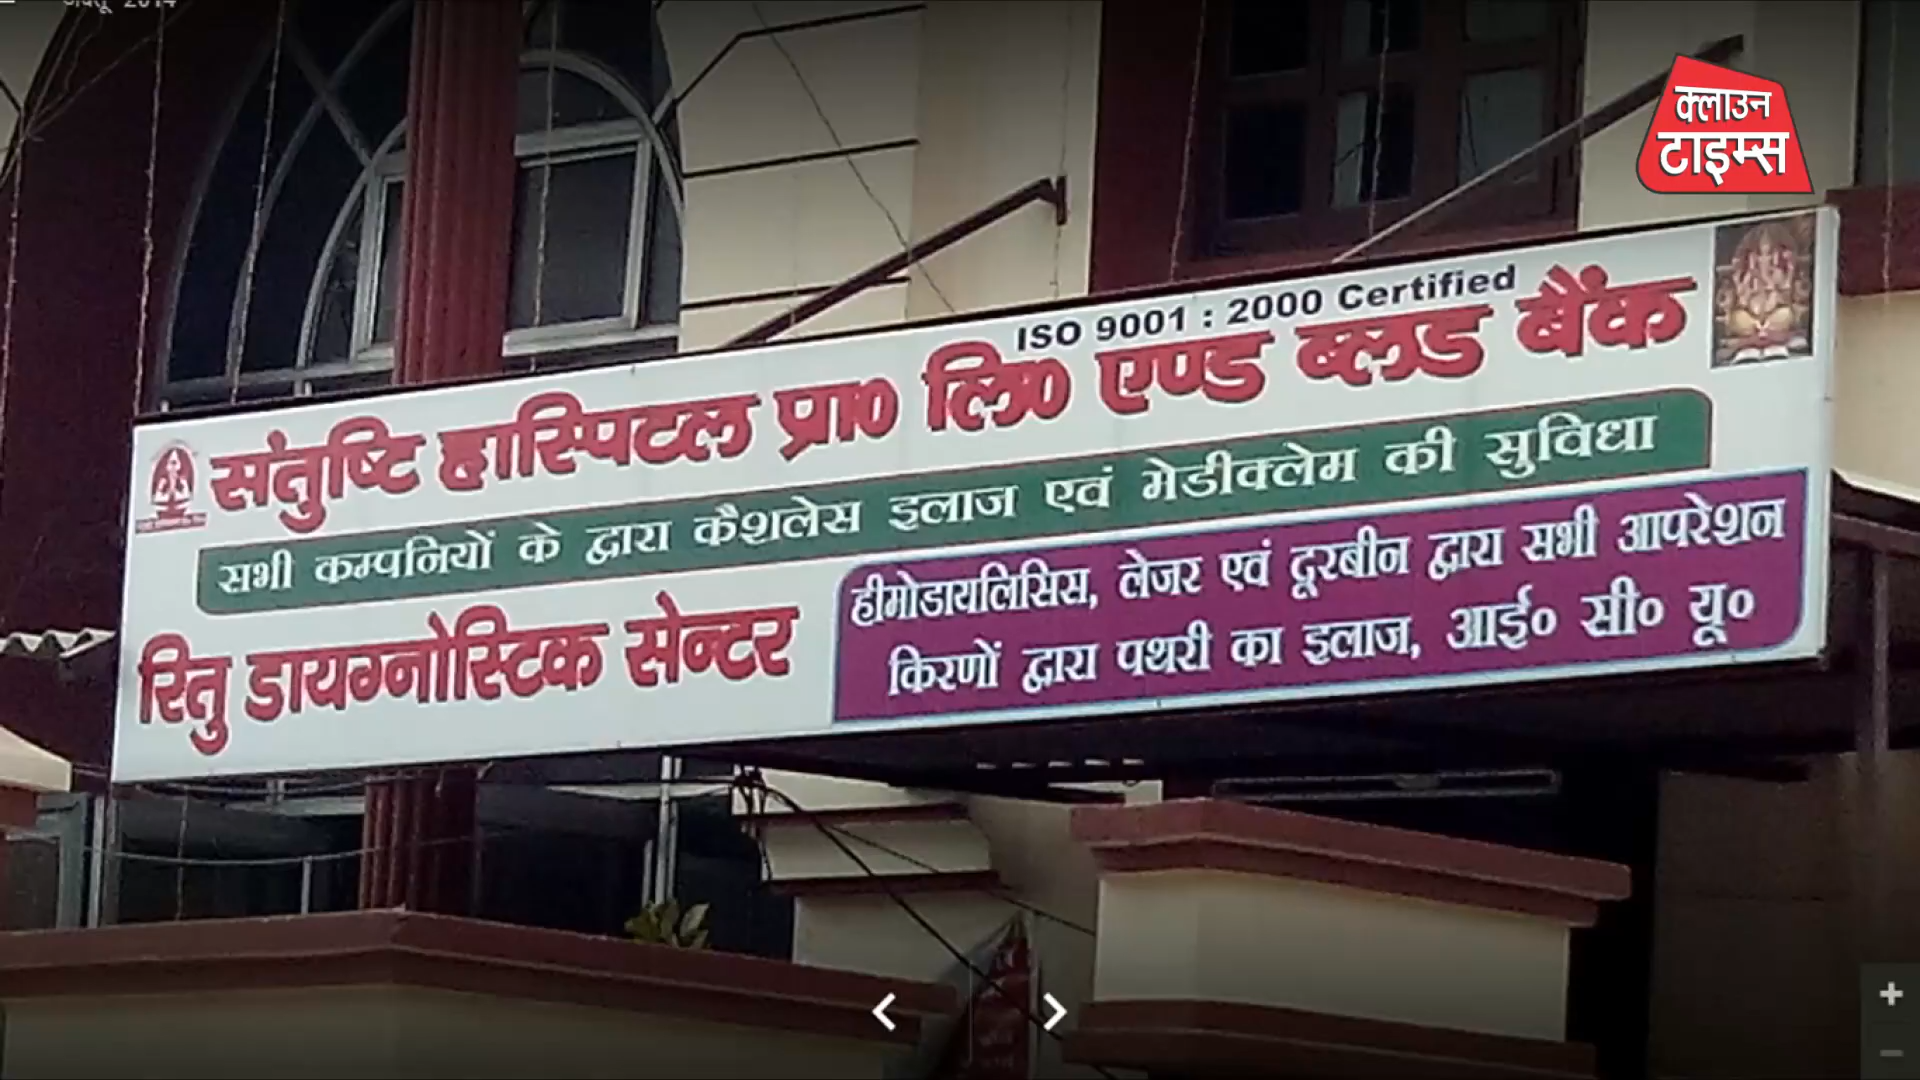 2014
क्लाउन
टाइम्स
ISO 9001 : 2000 Certified
संतुष्टि हास्पिटल प्रा० लि० एण्ड ब्लड बैंक
सभी कम्पनियों के द्वारा कैशलेस इलाज एवं मेडीक्लेम की सुविधा
रितु डायग्नोस्टिक सेन्टर
हीमोडायलिसिस, लेजर एवं दूरबीन द्वारा सभी आपरेशन
किरणों द्वारा पथरी का इलाज, आई० सी० यू०